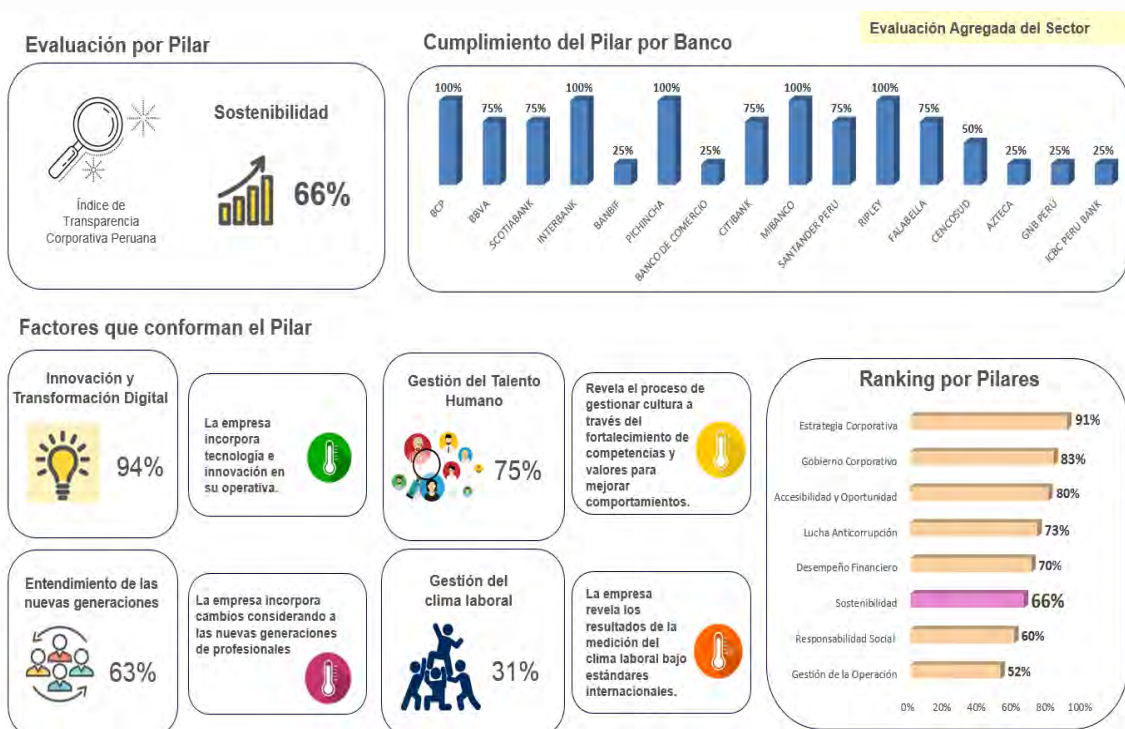 Evaluación Agregada del Sector
Evaluación por Pilar
Índice de
Transparencia
Corporativa Peruana
Sostenibilidad
66%
Cumplimiento del Pilar por Banco
100%
75%
75%
100%
25%
100%
25%
75%
100%
75%
100%
75%
50%
25%
25%
25%
BCP
BBVA
SCOTIABANK
INTERBANK
BANBIF
PICHINCHA
BANCO DE COMERCIO
CITIBANK
MIBANCO
SANTANDER PERU
RIPLEY
FALABELLA
CENCOSUD
AZTECA
GNB PERÚ
ICBC PERU BANK
Factores que conforman el Pilar
Innovación y
Transformación Digital
94%
La empresa
incorpora
tecnología e
innovación en
su operativa.
Gestión del Talento
Humano
75%
Revela el proceso de
gestionar cultura a
través del
fortalecimiento de
competencias y
valores para
mejorar
comportamientos.
Entendimiento de las
nuevas generaciones
63%
La empresa incorpora
cambios considerando a
las nuevas generaciones
de profesionales
Gestión del
clima laboral
31%
La empresa
revela los
resultados de la
medición del
clima laboral bajo
estándares
internacionales.
Ranking por Pilares
Estrategia Corporativa 91%
Gobierno Corporativo 83%
Accesibilidad y Oportunidad 80%
Lucha Anticorrupción 73%
Desempeño Financiero 70%
Sostenibilidad 66%
Responsabilidad Social 60%
Gestión de la Operación 52%
0% 20% 40% 60% 80% 100%